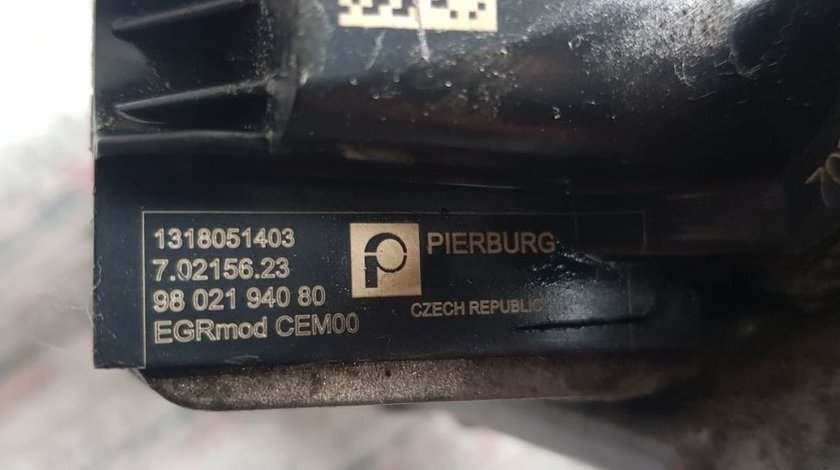 1318051403
7.02156.23
98 021 940 80
EGRmod CEM00
PIERBURG
CZECH REPUBLIC